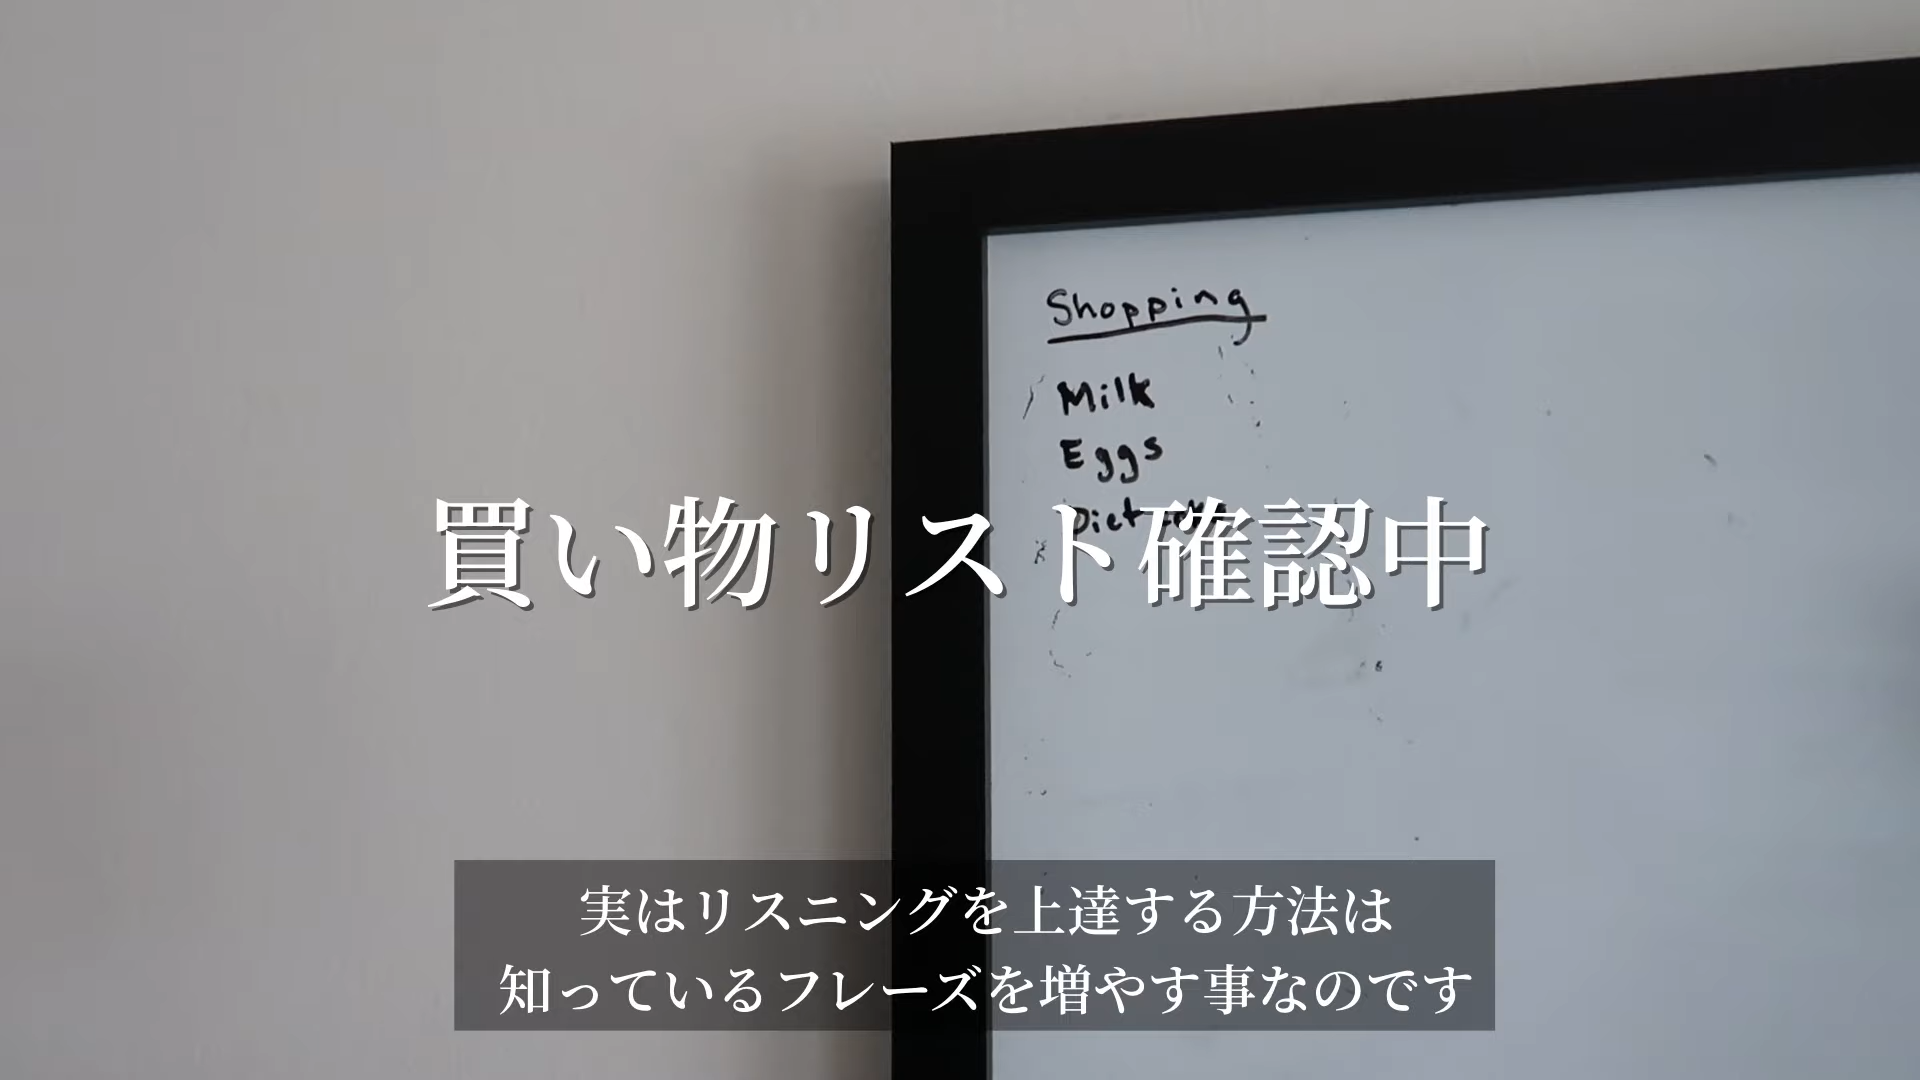 Shopping
Milk
Eggs
Diet
買い物リスト確認中
実はリスニングを上達する方法は
知っているフレーズを増やす事なのです